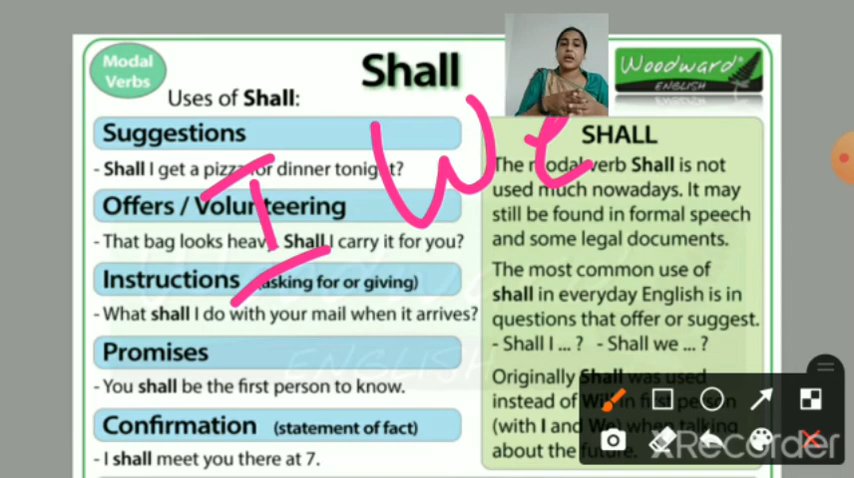 Modal
Verbs
Shall
Woodward®
ENGLISH
Uses of Shall:
Suggestions
- Shall I get a pizza for dinner tonight?
Offers / Volunteering
- That bag looks heavy. Shall I carry it for you?
Instructions (asking for or giving)
- What shall I do with your mail when it arrives?
Promises
- You shall be the first person to know.
Confirmation (statement of fact)
- I shall meet you there at 7.
I We
SHALL
The modal verb Shall is not
used much nowadays. It may
still be found in formal speech
and some legal documents.
The most common use of
shall in everyday English is in
questions that offer or suggest.
- Shall I ... ? - Shall we ... ?
Originally Shall was used
instead of Will in first person
(with I and We) when talking
about the future.
XRecorder
Woodward
ENGLISH